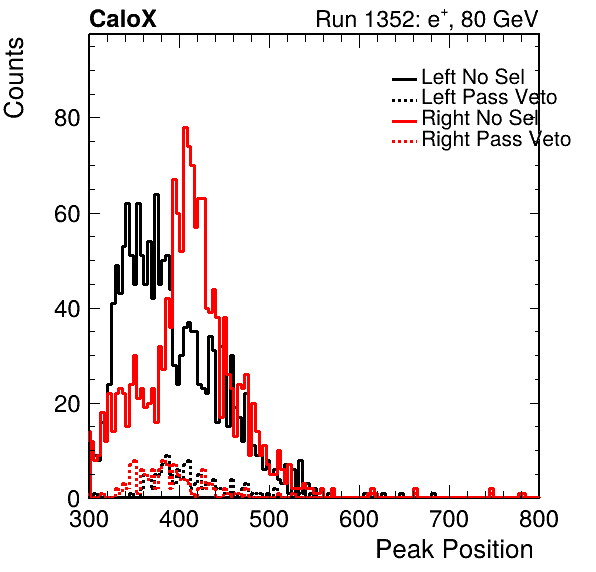 CaloX
Run 1352: e+, 80 GeV
Counts
Left No Sel
Left Pass Veto
Right No Sel
Right Pass Veto
80
60
40
20
0
300 400 500 600 700 800
Peak Position